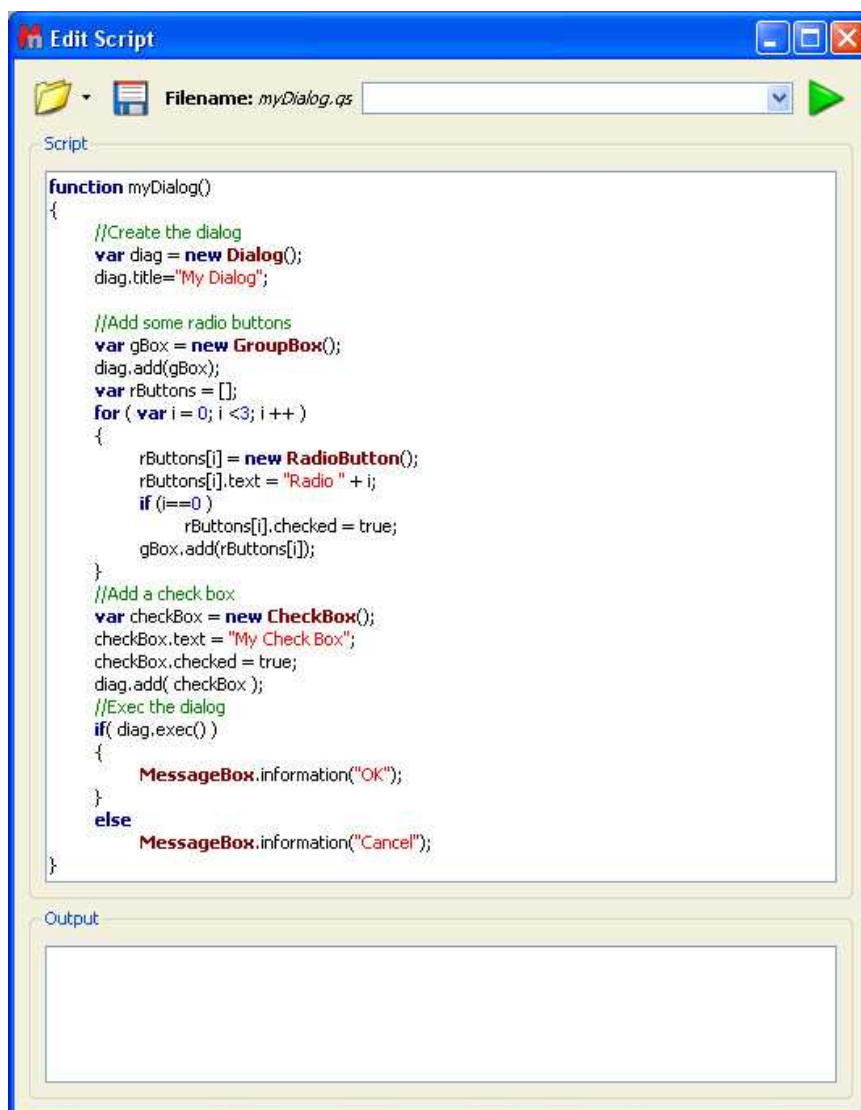 Edit Script
Filename: myDialog.qs
Script
function myDialog()
{
//Create the dialog
var diag = new Dialog();
diag.title="My Dialog";
//Add some radio buttons
var gBox = new GroupBox();
diag.add(gBox);
var rButtons = [];
for ( var i = 0; i <3; i ++ )
{
rButtons[i] = new RadioButton();
rButtons[i].text = "Radio " + i;
if (i==0 )
rButtons[i].checked = true;
gBox.add(rButtons[i]);
}
//Add a check box
var checkBox = new CheckBox();
checkBox.text = "My Check Box";
checkBox.checked = true;
diag.add( checkBox );
//Exec the dialog
if( diag.exec() )
{
MessageBox.information("OK");
}
else
MessageBox.information("Cancel");
}
Output